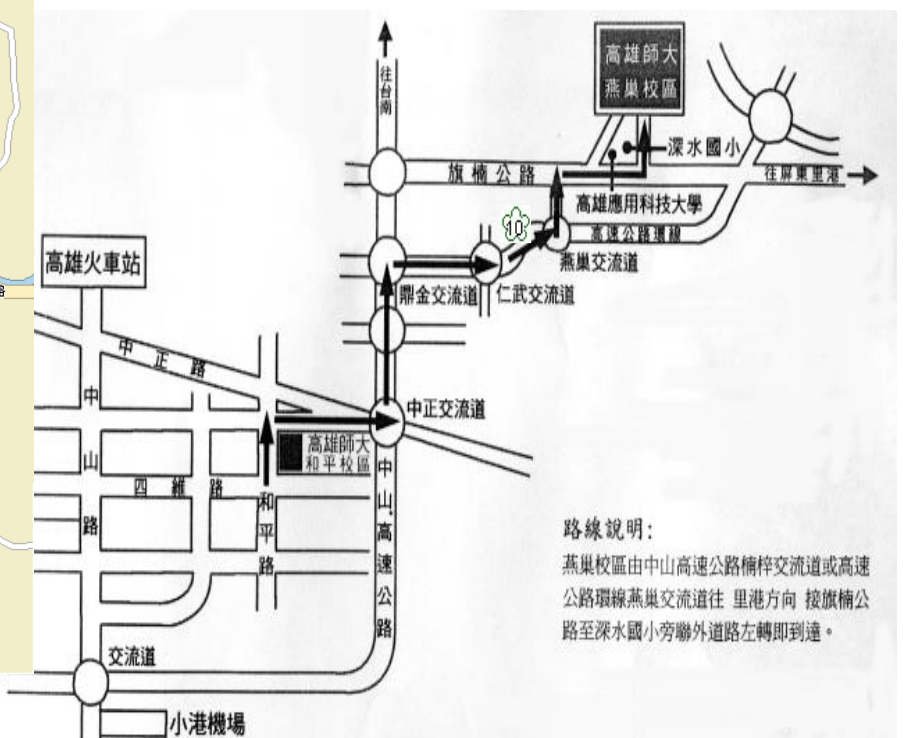 高雄師大
燕巢校區
往台南
深水國小
旗楠公路
往屏東里港
高雄應用科技大學
10
高速公路環線
燕巢交流道
高雄火車站
鼎金交流道
仁武交流道
中正路
中正交流道
高雄師大
和平校區
中山路
四維路
和平路
中山高速公路
路線說明:
燕巢校區由中山高速公路楠梓交流道或高速
公路環線燕巢交流道往 里港方向 接旗楠公
路至深水國小旁聯外道路左轉即到達。
交流道
小港機場